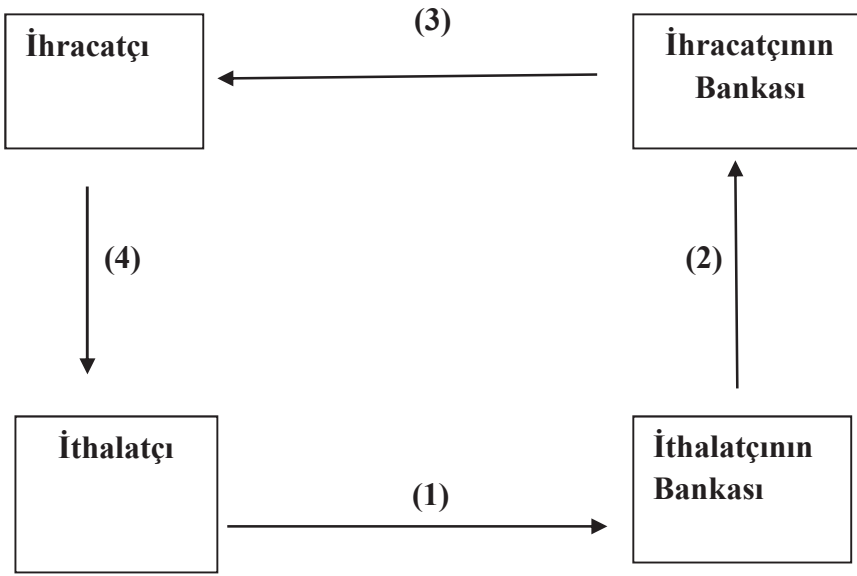 (3)
İhracatçı
İhracatçının
Bankası
(4)
(2)
İthalatçı
İthalatçının
Bankası
(1)